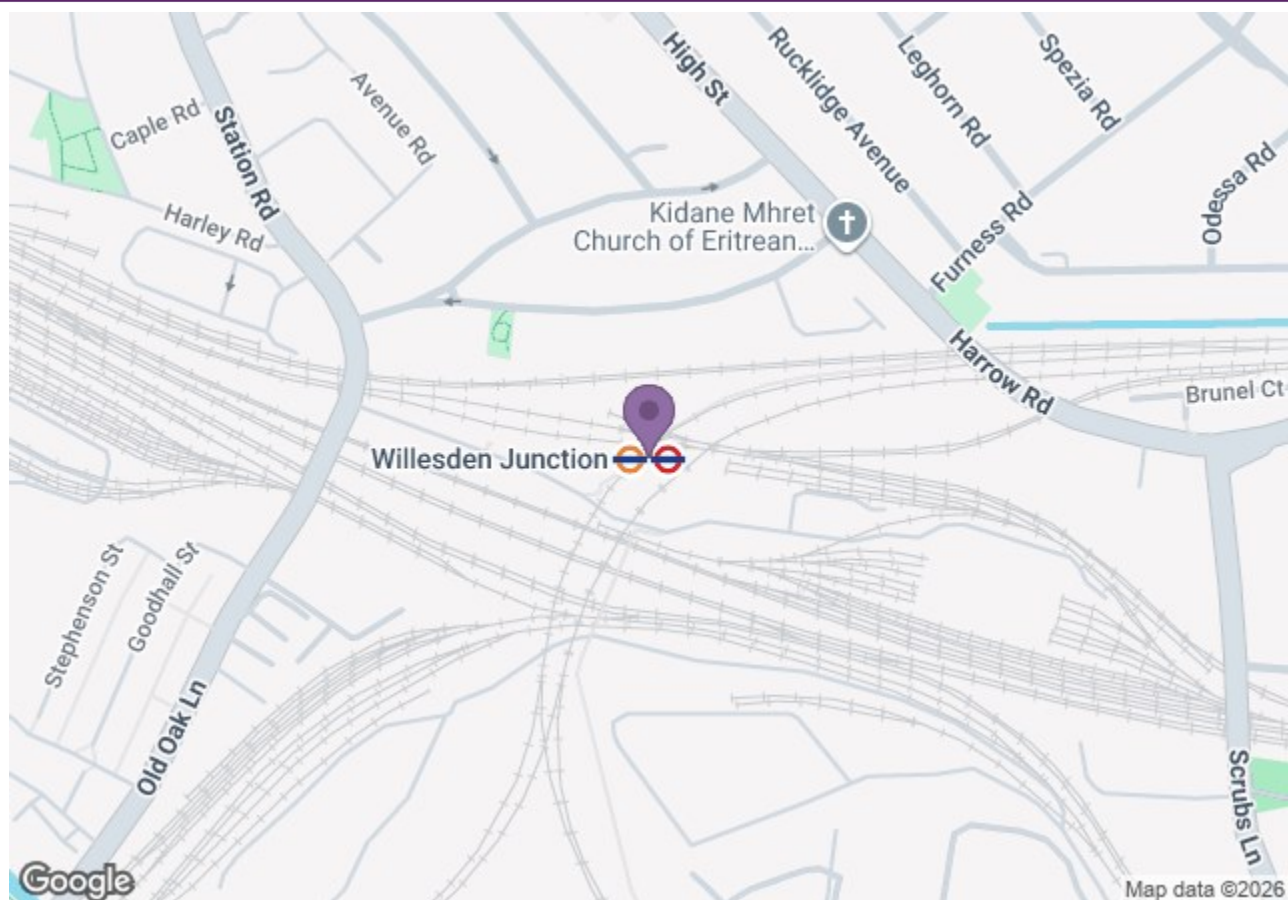 High St
Rucklidge Avenue
Leghorn Rd
Spezia Rd
Avenue Rd
Caple Rd
Station Rd
Odessa Rd
Harley Rd
Kidane Mhret
Church of Eritrean...
Furness Rd
Harrow Rd
Brunel Ct
Willesden Junction
Stephenson St
Goodhall St
Old Oak Ln
Scrubs Ln
Google
Map data ©2026